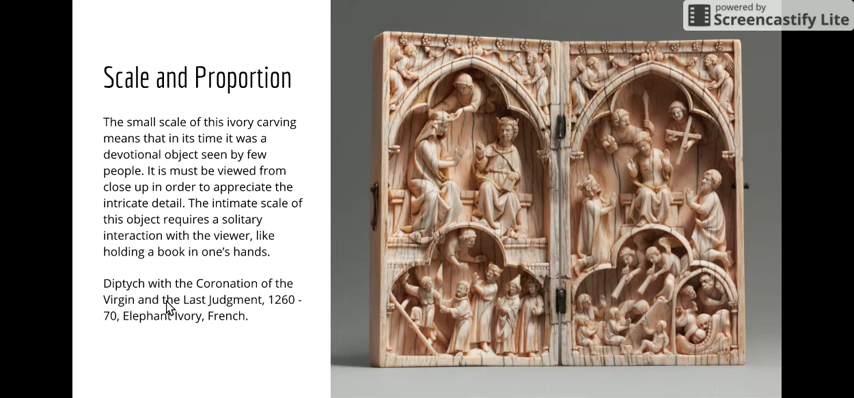 powered by
Screencastify Lite
Scale and Proportion
The small scale of this ivory carving
means that in its time it was a
devotional object seen by few
people. It is must be viewed from
close up in order to appreciate the
intricate detail. The intimate scale of
this object requires a solitary
interaction with the viewer, like
holding a book in one's hands.
Diptych with the Coronation of the
Virgin and the Last Judgment, 1260 -
70, Elephant Ivory, French.